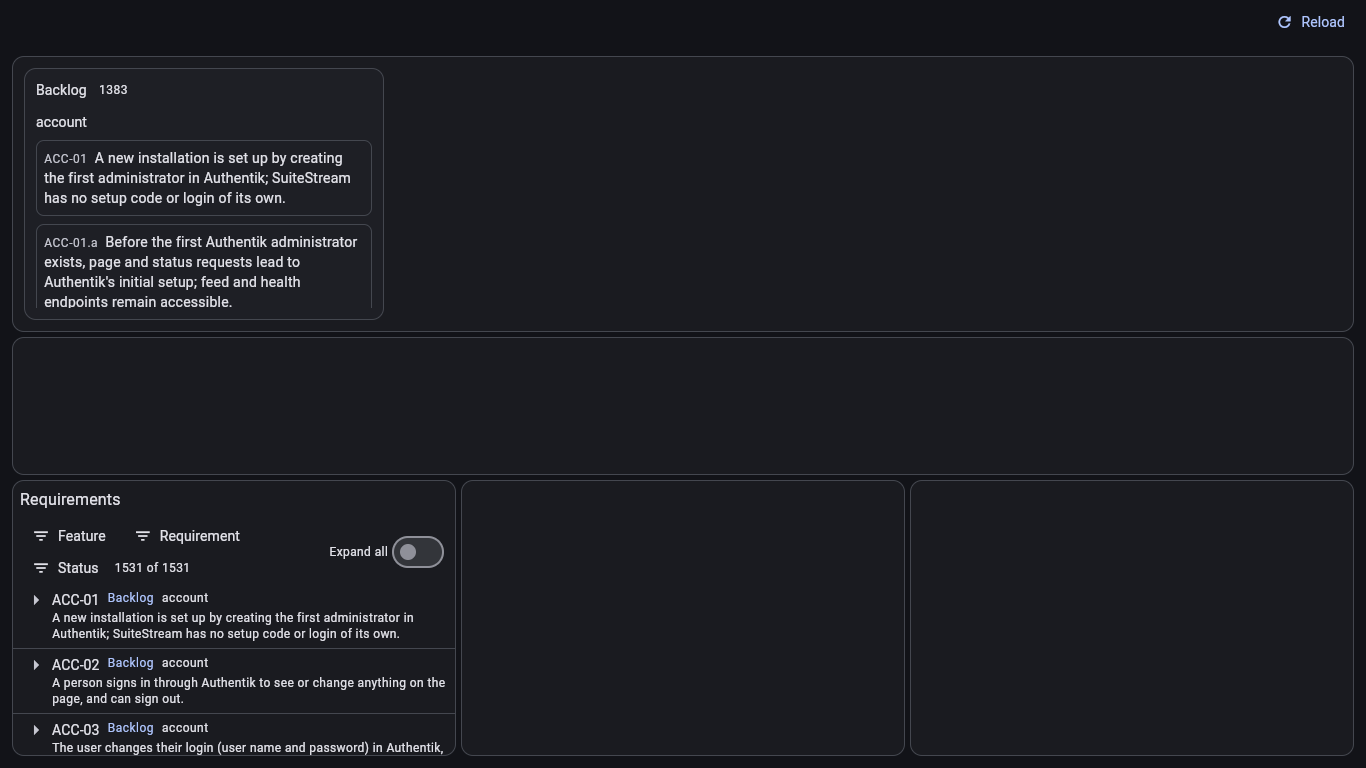 Reload
Backlog 1383
account
ACC-01 A new installation is set up by creating
the first administrator in Authentik; SuiteStream
has no setup code or login of its own.
ACC-01.a Before the first Authentik administrator
exists, page and status requests lead to
Authentik's initial setup; feed and health
endpoints remain accessible.
Requirements
Feature Requirement
Expand all
Status 1531 of 1531
ACC-01 Backlog account
A new installation is set up by creating the first administrator in
Authentik; SuiteStream has no setup code or login of its own.
ACC-02 Backlog account
A person signs in through Authentik to see or change anything on the
page, and can sign out.
ACC-03 Backlog account
The user changes their login (user name and password) in Authentik,